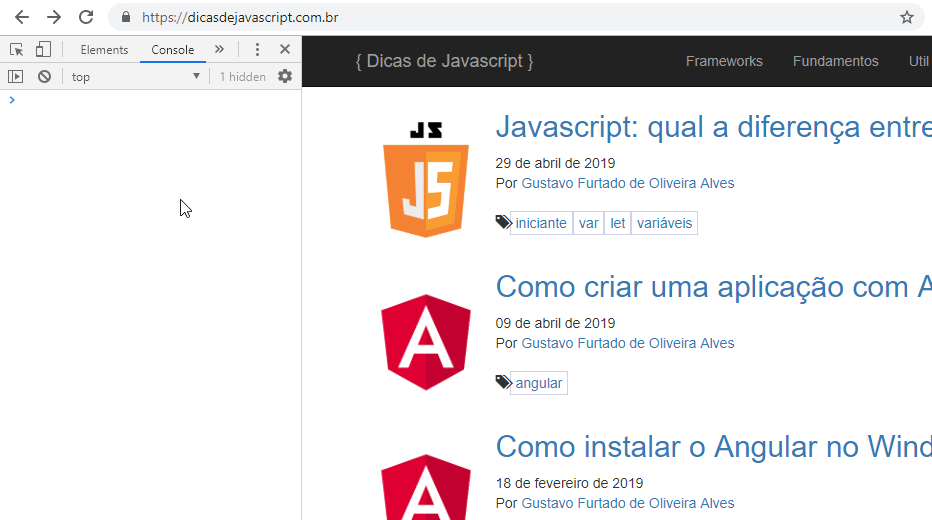 https://dicasdejavascript.com.br
Elements Console »
top ▼ 1 hidden
>
{ Dicas de Javascript } Frameworks Fundamentos Util
JS
JS
Javascript: qual a diferença entre
29 de abril de 2019
Por Gustavo Furtado de Oliveira Alves
iniciante var let variáveis
A
Como criar uma aplicação com A
09 de abril de 2019
Por Gustavo Furtado de Oliveira Alves
angular
A
Como instalar o Angular no Wind
18 de fevereiro de 2019
Por Gustavo Furtado de Oliveira Alves